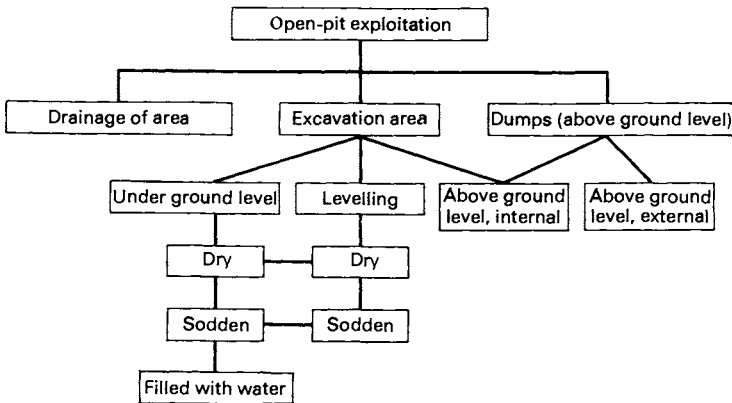 Open-pit exploitation
Drainage of area
Excavation area
Dumps (above ground level)
Under ground level
Levelling
Above ground
level, internal
Above ground
level, external
Dry
Dry
Sodden
Sodden
Filled with water